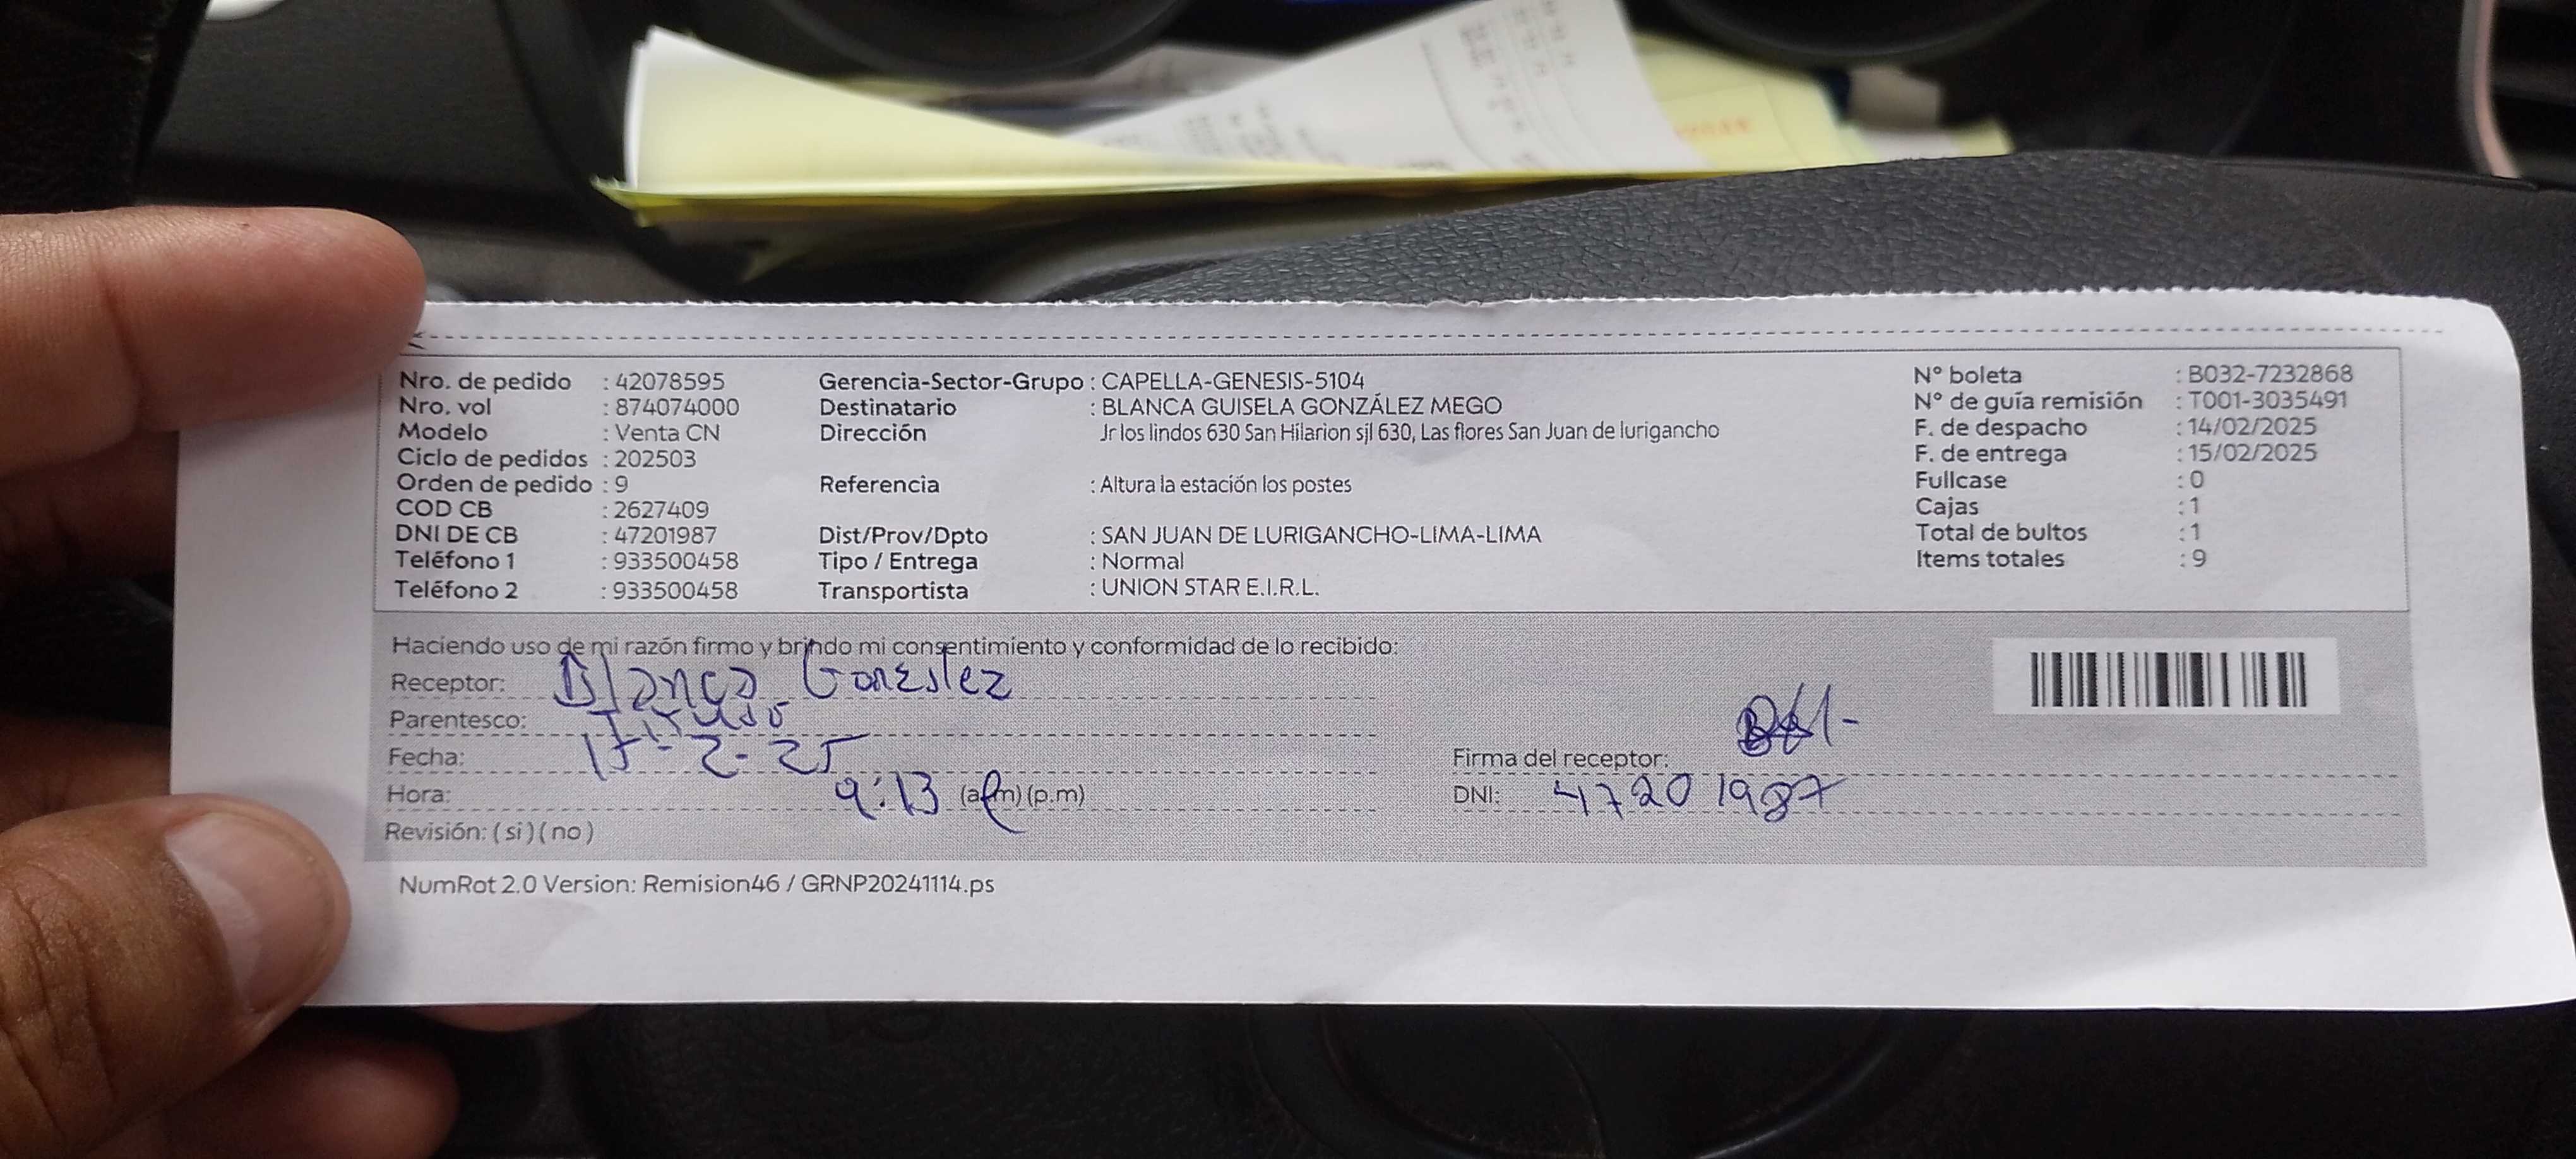 Nro. de pedido : 42078595
Nro. vol : 874074000
Modelo : Venta CN
Ciclo de pedidos : 202503
Orden de pedido : 9
COD CB : 2627409
DNI DE CB : 47201987
Teléfono 1 : 933500458
Teléfono 2 : 933500458
Gerencia-Sector-Grupo : CAPELLA-GENESIS-5104
Destinatario : BLANCA GUISELA GONZÁLEZ MEGO
Dirección Jr los lindos 630 San Hilarion sjl 630, Las flores San Juan de lurigancho
Referencia : Altura la estación los postes
Dist/Prov/Dpto : SAN JUAN DE LURIGANCHO-LIMA-LIMA
Tipo / Entrega : Normal
Transportista : UNION STAR E.I.R.L.
N° boleta : B032-7232868
N° de guía remisión : T001-3035491
F. de despacho : 14/02/2025
F. de entrega : 15/02/2025
Fullcase : 0
Cajas : 1
Total de bultos : 1
Items totales : 9
Haciendo uso de mi razón firmo y brindo mi consentimiento y conformidad de lo recibido:
Receptor: Blanca Gonzslez
Parentesco:
Fecha: 15-2-25
Hora: 9:13 (a.m) (p.m)
Revisión: ( si ) ( no )
Firma del receptor:
DNI: 47201987
NumRot 2.0 Version: Remision46 / GRNP20241114.ps